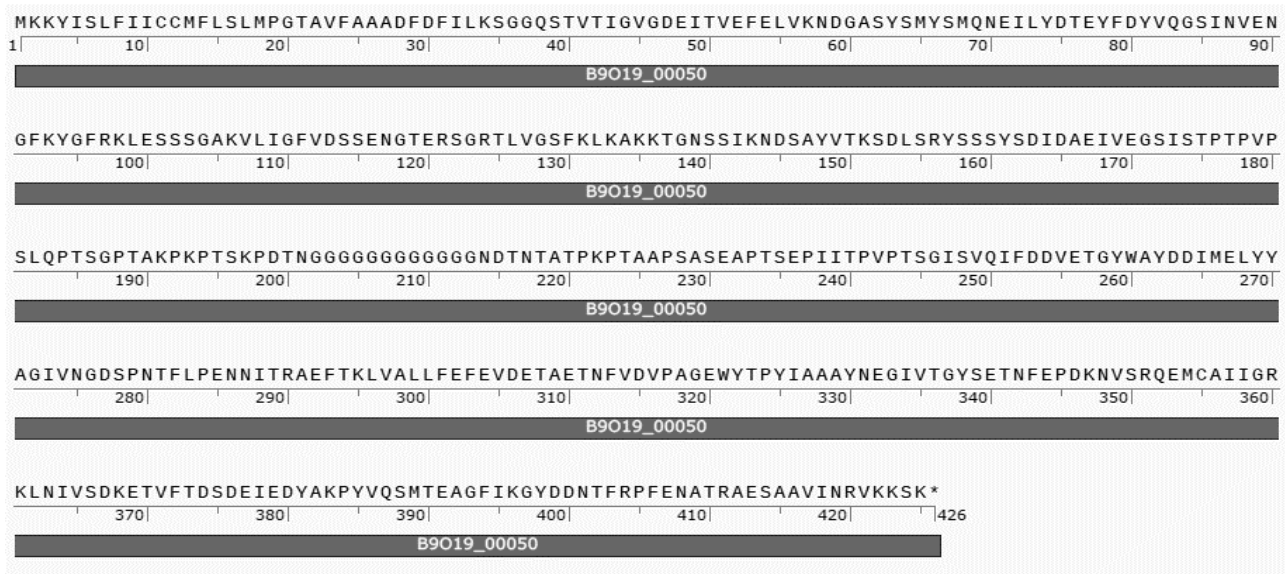 MKKYISLFIICCMFLSLMPGTAVFAAADFDFILKSGGQSTVTIGVGDEITVEFELVKNDGASYSMYSMQNEILYDTEYFDYVQGSINVEN
1 10 20 30 40 50 60 70 80 90
B9O19_00050
GFKYGFRKLESSSGAKVLIGFVDSSENGTERSGRTLVGSFKLKAKKTGNSSIKNDSAYVTKSDLSRYSSSYSDIDAEIVEGSISTPTPVP
100 110 120 130 140 150 160 170 180
B9O19_00050
SLQPTSGPTAKPKPTSKPDTNGGGGGGGGGGGGNDTNTATPKPTAAPSASEAPTSEPIITPVPTSGISVQIFDDVETGYWAYDDIMELYY
190 200 210 220 230 240 250 260 270
B9O19_00050
AGIVNGDSPNTFLPENNITRAEFTKLVALLFEFEVDETAETNFVDVPAGEWYTPYIAAAYNEGIVTGYSETNFEPDKNVSRQEMCAIIGR
280 290 300 310 320 330 340 350 360
B9O19_00050
KLNIVSDKETVFTDSDEIEDYAKPYVQSMTEAGFIKGYDDNTFRPFENATRAESAAVINRVKKSK*
370 380 390 400 410 420 426
B9O19_00050